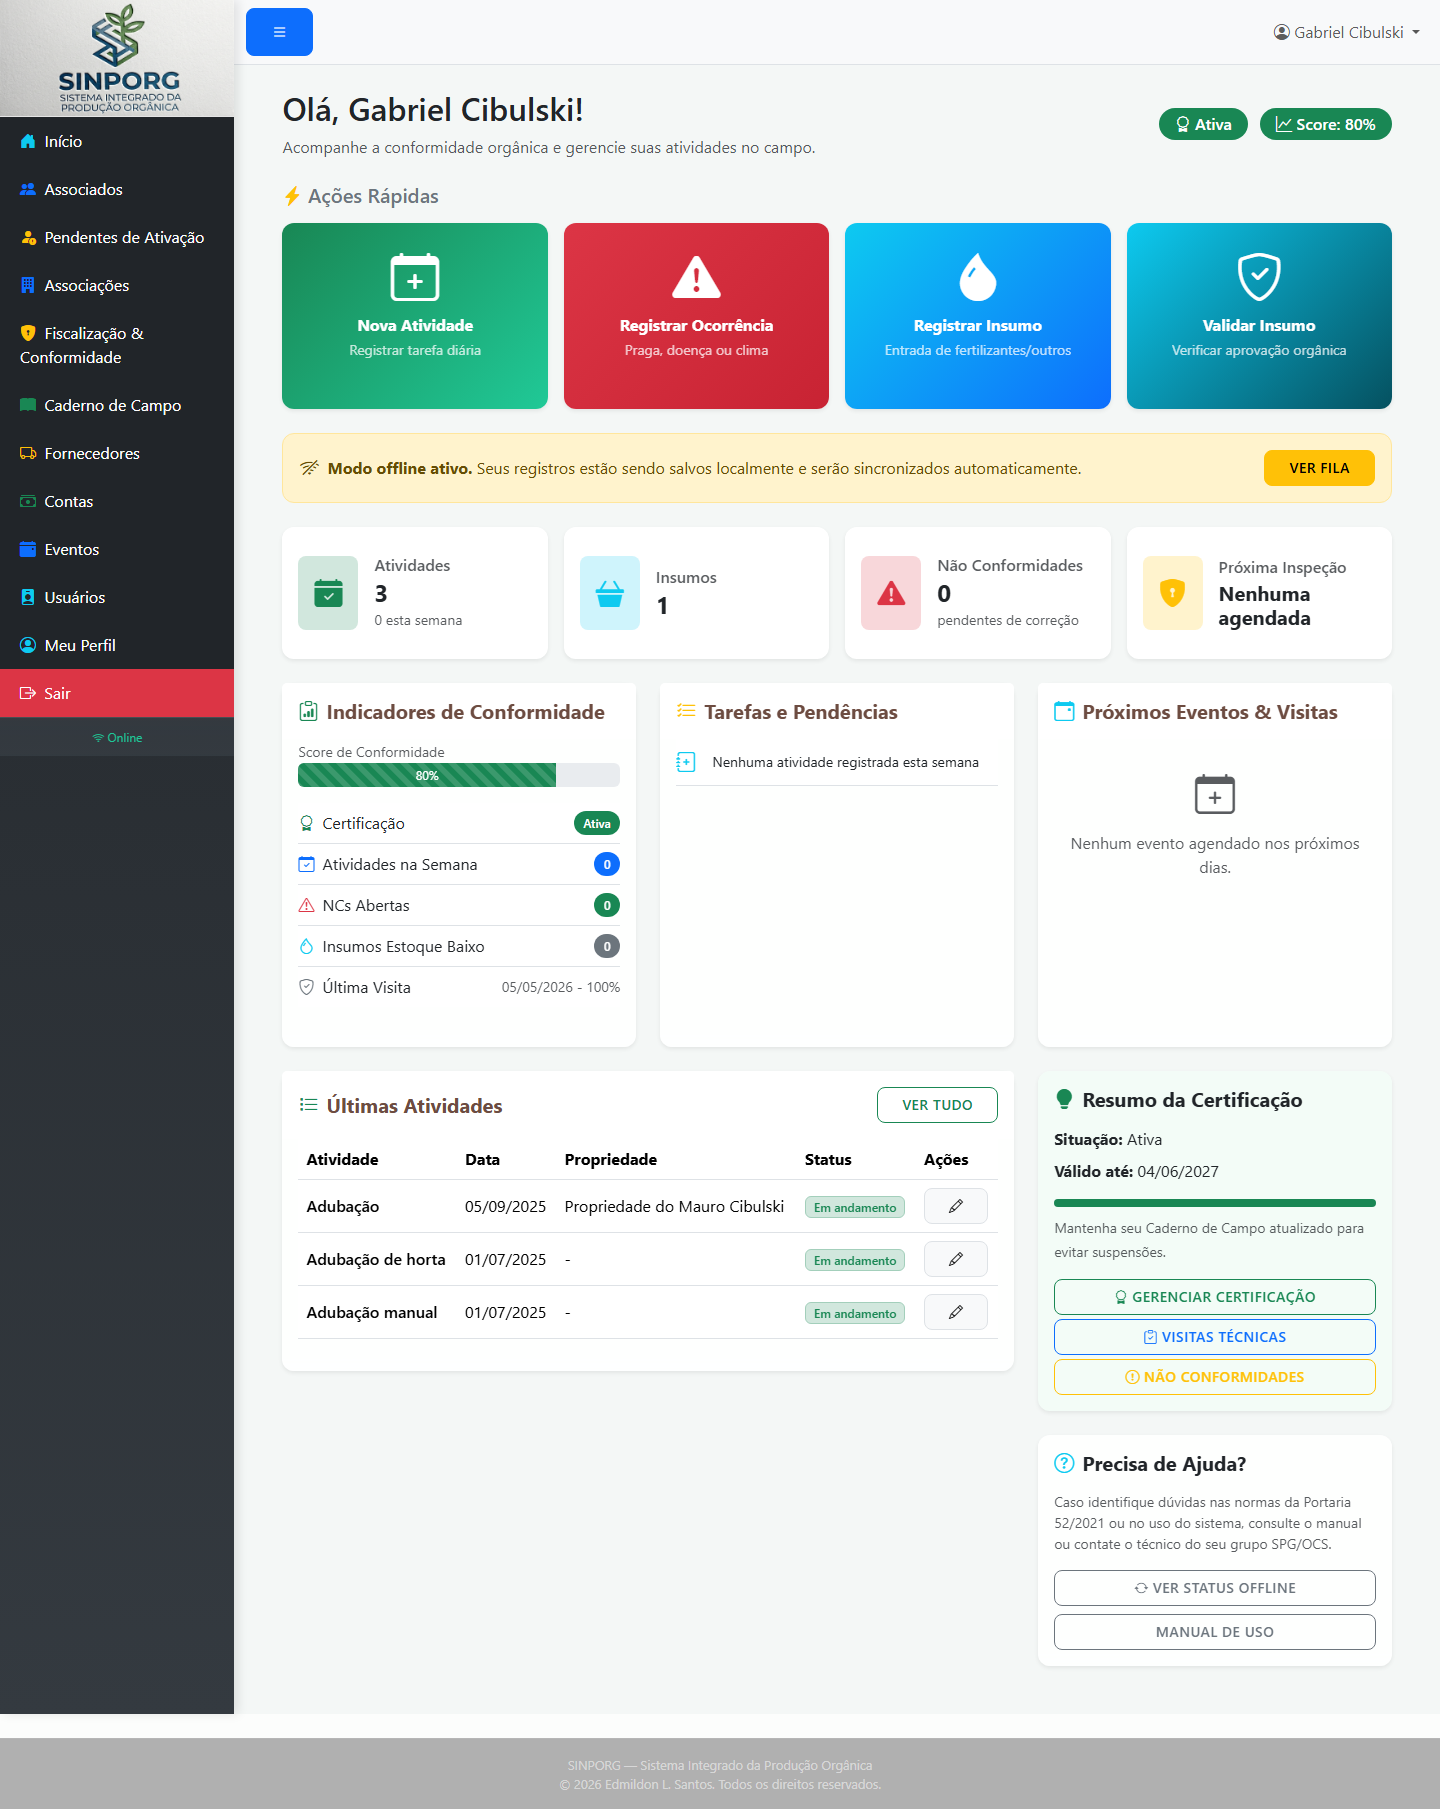 SINPORG
SISTEMA INTEGRADO DA
PRODUÇÃO ORGÂNICA
Início
Associados
Pendentes de Ativação
Associações
Fiscalização &
Conformidade
Caderno de Campo
Fornecedores
Contas
Eventos
Usuários
Meu Perfil
Sair
Online
Gabriel Cibulski
Olá, Gabriel Cibulski!
Acompanhe a conformidade orgânica e gerencie suas atividades no campo.
Ativa
Score: 80%
Ações Rápidas
Nova Atividade
Registrar tarefa diária
Registrar Ocorrência
Praga, doença ou clima
Registrar Insumo
Entrada de fertilizantes/outros
Validar Insumo
Verificar aprovação orgânica
Modo offline ativo. Seus registros estão sendo salvos localmente e serão sincronizados automaticamente.
VER FILA
Atividades
3
0 esta semana
Insumos
1
Não Conformidades
0
pendentes de correção
Próxima Inspeção
Nenhuma
agendada
Indicadores de Conformidade
Score de Conformidade
80%
Certificação Ativa
Atividades na Semana 0
NCs Abertas 0
Insumos Estoque Baixo 0
Última Visita 05/05/2026 - 100%
Tarefas e Pendências
Nenhuma atividade registrada esta semana
Próximos Eventos & Visitas
Nenhum evento agendado nos próximos
dias.
Últimas Atividades
VER TUDO
Atividade Data Propriedade Status Ações
Adubação 05/09/2025 Propriedade do Mauro Cibulski Em andamento
Adubação de horta 01/07/2025 - Em andamento
Adubação manual 01/07/2025 - Em andamento
Resumo da Certificação
Situação: Ativa
Válido até: 04/06/2027
Mantenha seu Caderno de Campo atualizado para
evitar suspensões.
GERENCIAR CERTIFICAÇÃO
VISITAS TÉCNICAS
NÃO CONFORMIDADES
Precisa de Ajuda?
Caso identifique dúvidas nas normas da Portaria
52/2021 ou no uso do sistema, consulte o manual
ou contate o técnico do seu grupo SPG/OCS.
VER STATUS OFFLINE
MANUAL DE USO
SINPORG — Sistema Integrado da Produção Orgânica
© 2026 Edmildon L. Santos. Todos os direitos reservados.